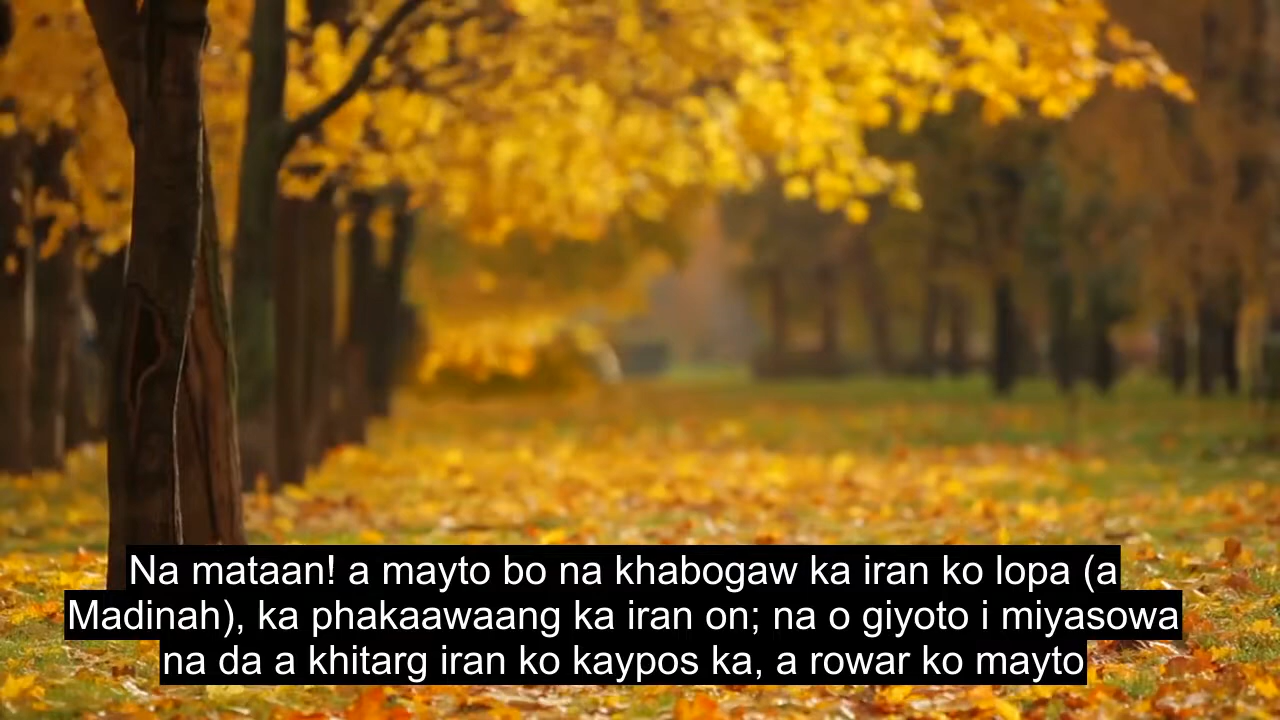 Na mataan! a mayto bo na khabogaw ka iran ko lopa (a
Madinah), ka phakaawaang ka iran on; na o giyoto i miyasowa
na da a khitarg iran ko kaypos ka, a rowar ko mayto